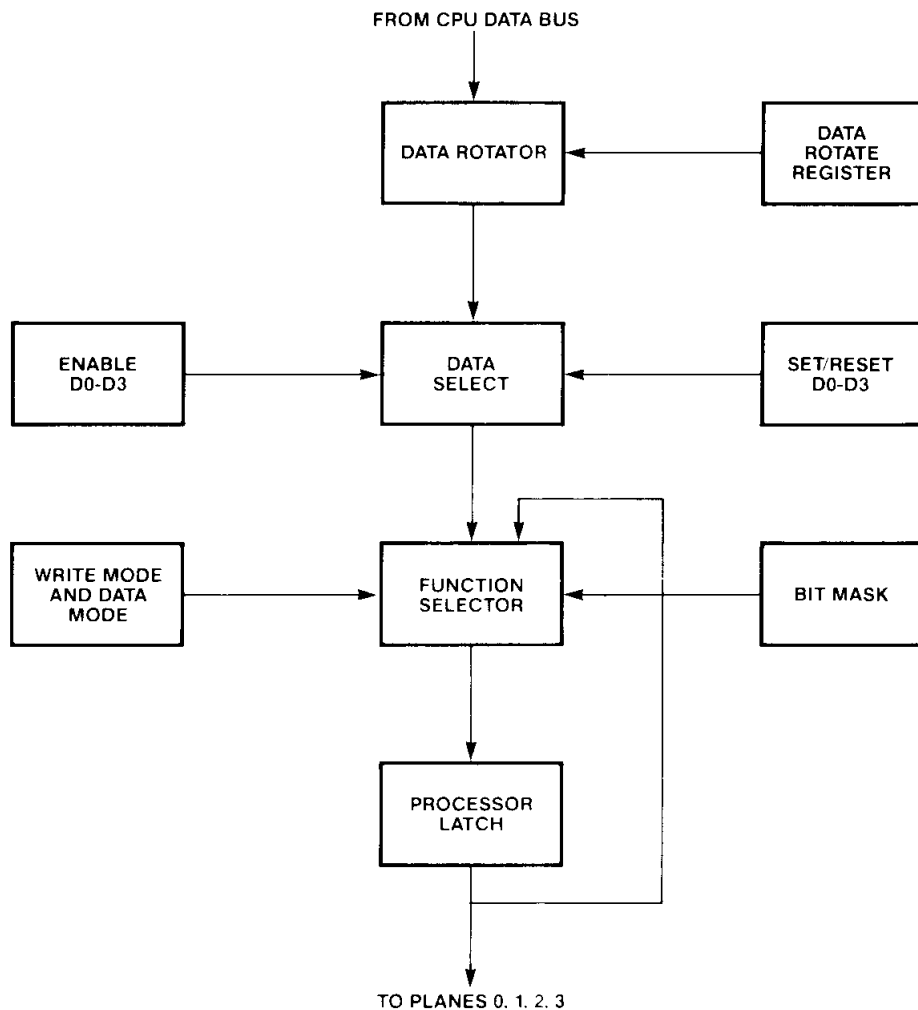 FROM CPU DATA BUS
DATA ROTATOR
DATA
ROTATE
REGISTER
ENABLE
D0-D3
DATA
SELECT
SET/RESET
D0-D3
WRITE MODE
AND DATA
MODE
FUNCTION
SELECTOR
BIT MASK
PROCESSOR
LATCH
TO PLANES 0. 1. 2. 3